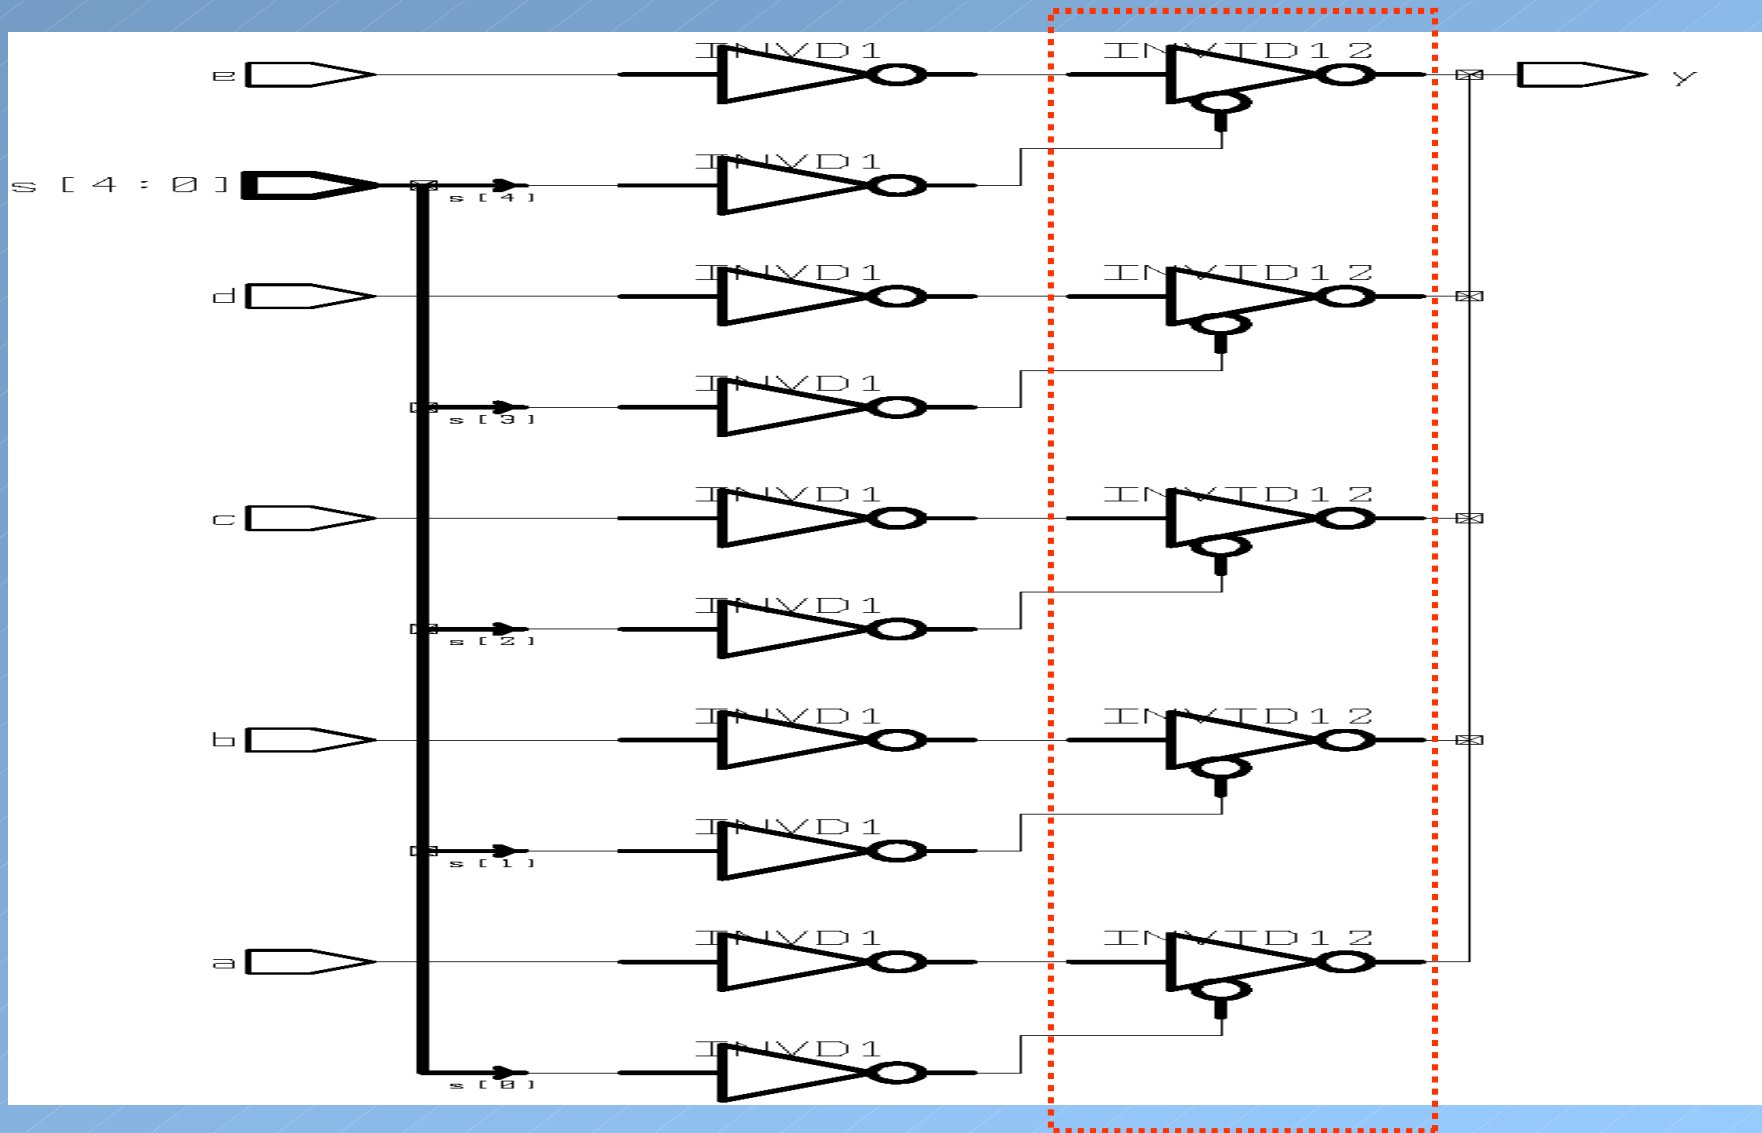 INVD1 INVTD12
e y
INVD1
s[4:0] s[4]
INVD1 INVTD12
d
INVD1
s[3]
INVD1 INVTD12
c
INVD1
s[2]
INVD1 INVTD12
b
INVD1
s[1]
INVD1 INVTD12
a
INVD1
s[0]